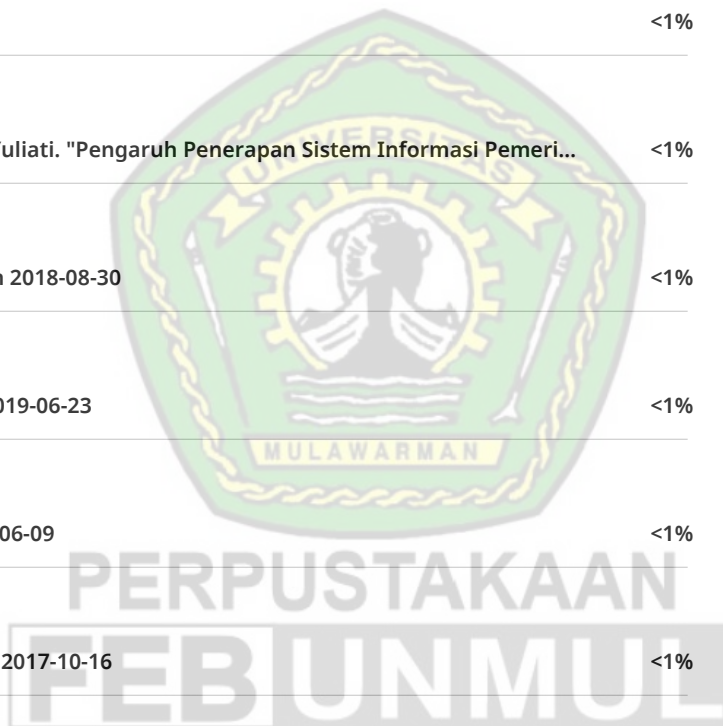 <1%
uliati. "Pengaruh Penerapan Sistem Informasi Pemeri... <1%
2018-08-30 <1%
019-06-23 <1%
06-09 <1%
2017-10-16 <1%
UNIVERSITAS
MULAWARMAN
PERPUSTAKAAN
FEB UNMUL